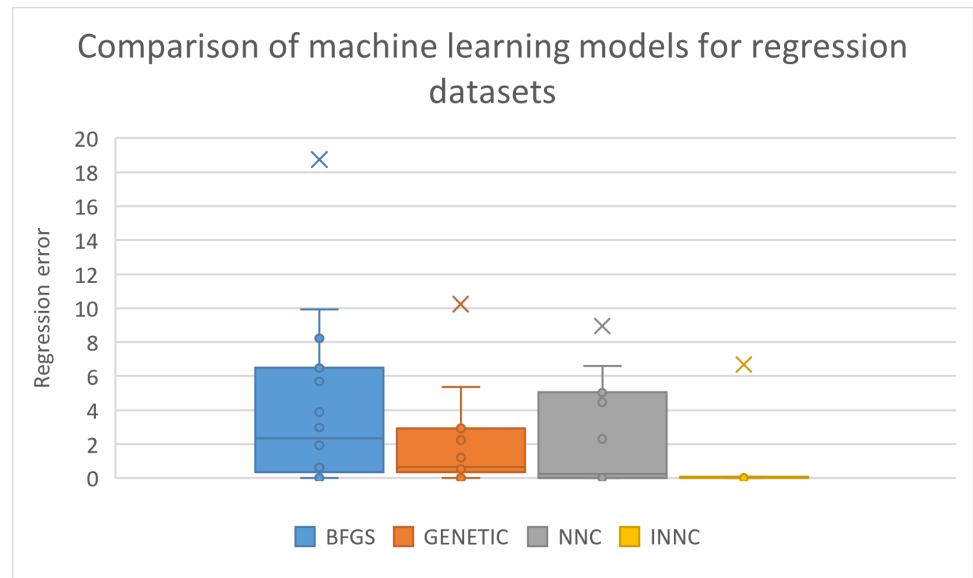 Comparison of machine learning models for regression
datasets
20
18
16
14
12
10
8
6
4
2
0
Regression error
BFGS GENETIC NNC INNC